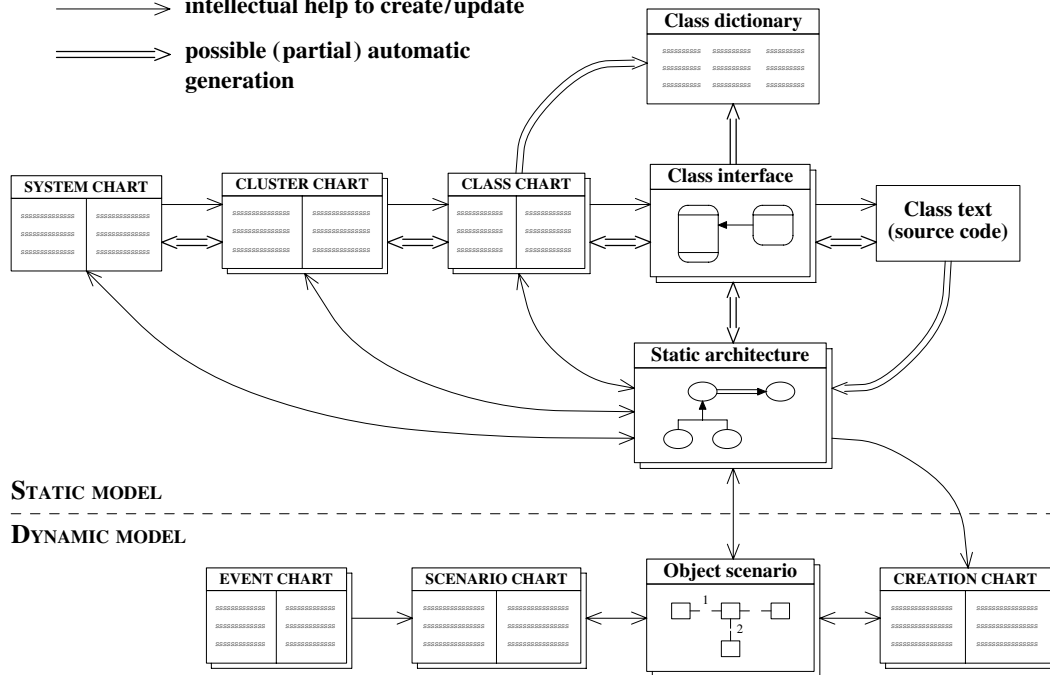 intellectual help to create/update
possible (partial) automatic
generation
Class dictionary
SYSTEM CHART
CLUSTER CHART
CLASS CHART
Class interface
Class text
(source code)
Static architecture
STATIC MODEL
DYNAMIC MODEL
EVENT CHART
SCENARIO CHART
Object scenario
CREATION CHART
1
2